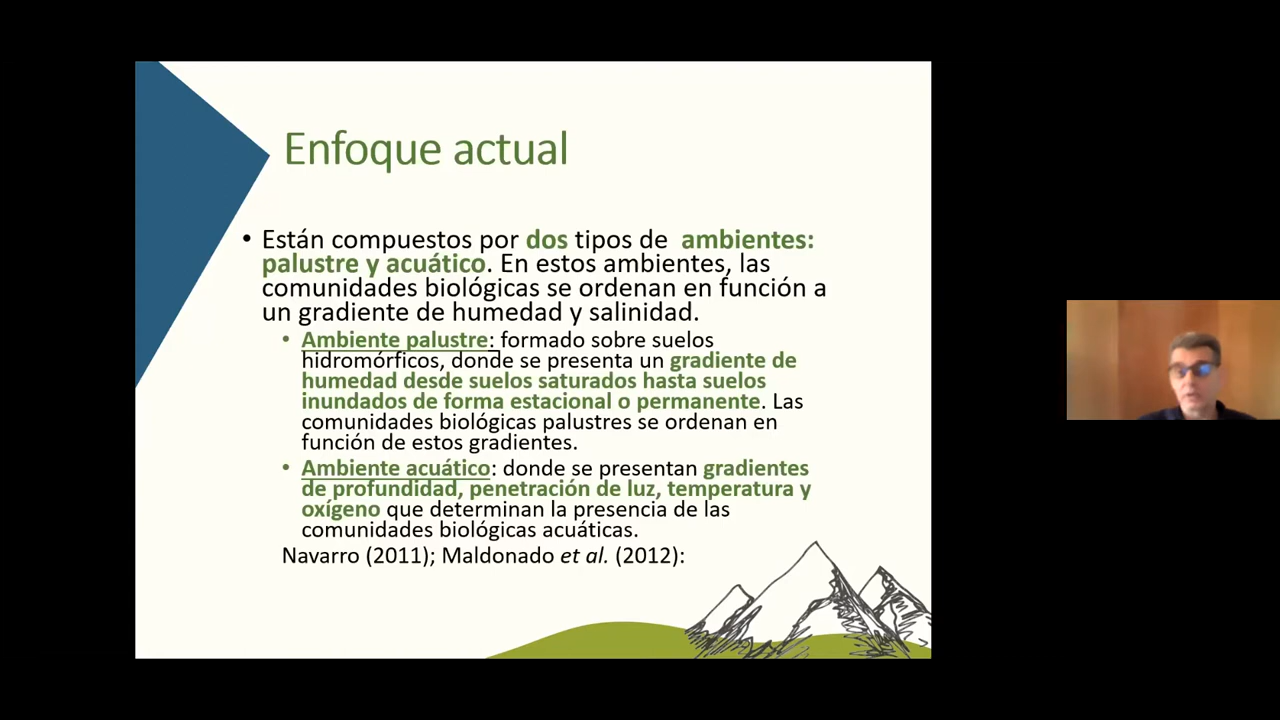 Enfoque actual
• Están compuestos por dos tipos de ambientes:
palustre y acuático. En estos ambientes, las
comunidades biológicas se ordenan en función a
un gradiente de humedad y salinidad.
• Ambiente palustre: formado sobre suelos
hidromórficos, donde se presenta un gradiente de
humedad desde suelos saturados hasta suelos
inundados de forma estacional o permanente. Las
comunidades biológicas palustres se ordenan en
función de estos gradientes.
• Ambiente acuático: donde se presentan gradientes
de profundidad, penetración de luz, temperatura y
oxígeno que determinan la presencia de las
comunidades biológicas acuáticas.
Navarro (2011); Maldonado et al. (2012):